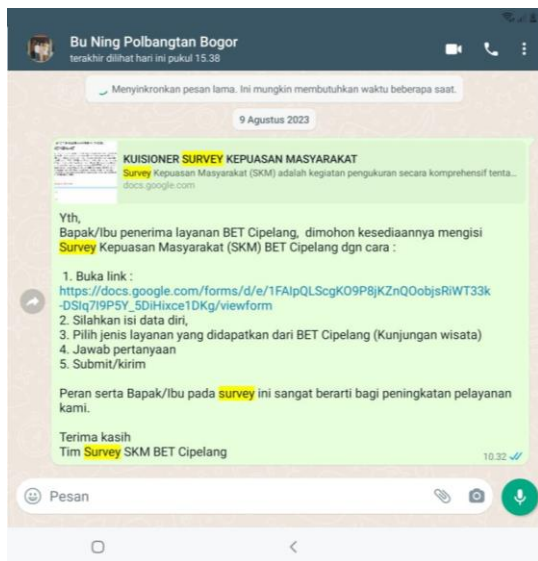 Bu Ning Polbangtan Bogor
terakhir dilihat hari ini pukul 15.38
Menyinkronkan pesan lama. Ini mungkin membutuhkan waktu beberapa saat.
9 Agustus 2023
KUISIONER SURVEY KEPUASAN MASYARAKAT
Survey Kepuasan Masyarakat (SKM) adalah kegiatan pengukuran secara komprehensif tenta...
docs.google.com
Yth,
Bapak/Ibu penerima layanan BET Cipelang, dimohon kesediaannya mengisi
Survey Kepuasan Masyarakat (SKM) BET Cipelang dgn cara :
1. Buka link :
https://docs.google.com/forms/d/e/1FAIpQLScgKO9P8jKZnQOobjsRiWT33k
-DSIq7I9P5Y_5DiHixce1DKg/viewform
2. Silahkan isi data diri,
3. Pilih jenis layanan yang didapatkan dari BET Cipelang (Kunjungan wisata)
4. Jawab pertanyaan
5. Submit/kirim
Peran serta Bapak/Ibu pada survey ini sangat berarti bagi peningkatan pelayanan
kami.
Terima kasih
Tim Survey SKM BET Cipelang
10.32
Pesan